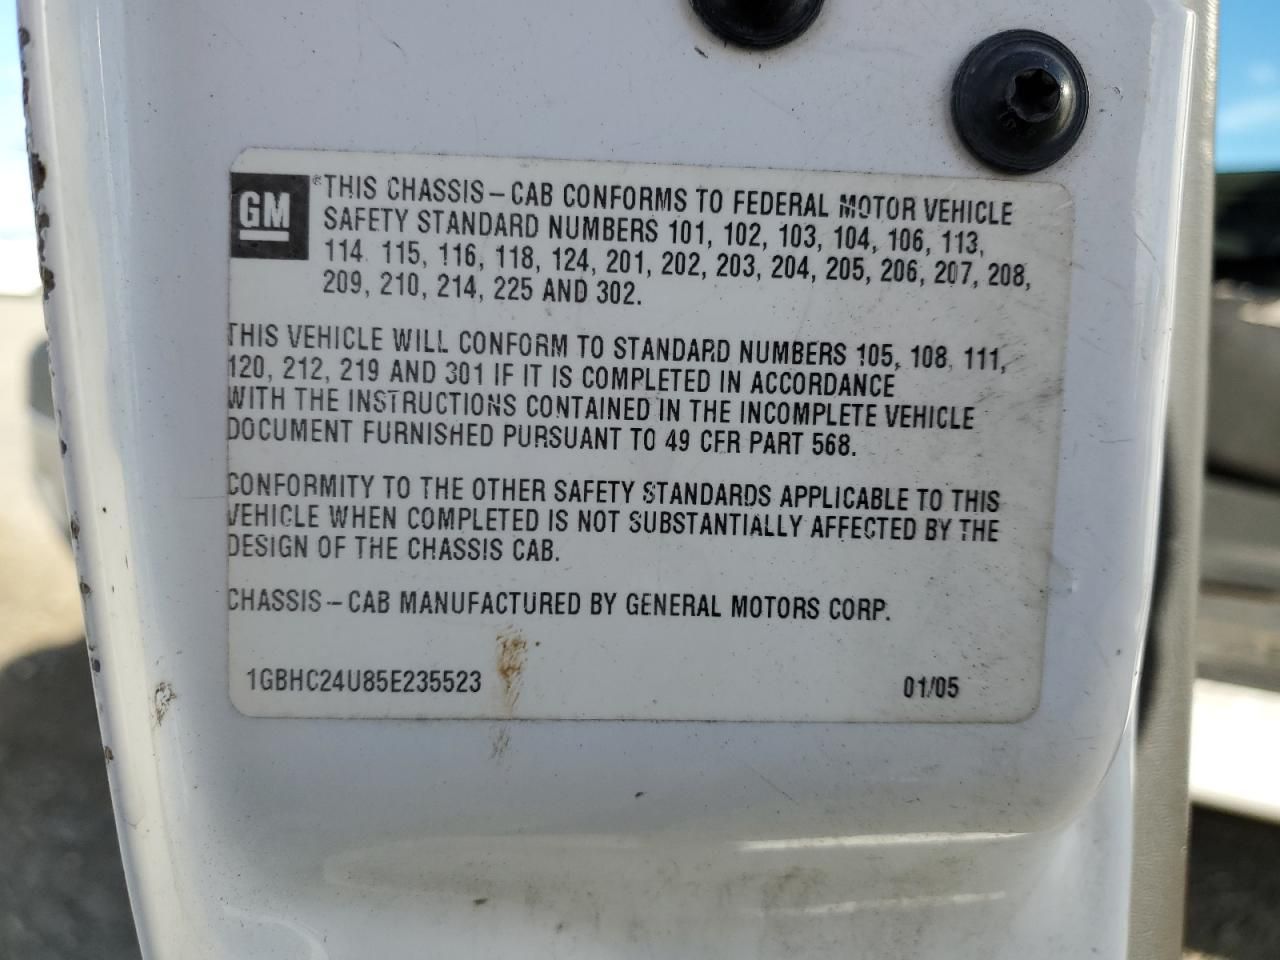 GM
®THIS CHASSIS-CAB CONFORMS TO FEDERAL MOTOR VEHICLE
SAFETY STANDARD NUMBERS 101, 102, 103, 104, 106, 113,
114, 115, 116, 118, 124, 201, 202, 203, 204, 205, 206, 207, 208,
209, 210, 214, 225 AND 302.
THIS VEHICLE WILL CONFORM TO STANDARD NUMBERS 105, 108, 111,
120, 212, 219 AND 301 IF IT IS COMPLETED IN ACCORDANCE
WITH THE INSTRUCTIONS CONTAINED IN THE INCOMPLETE VEHICLE
DOCUMENT FURNISHED PURSUANT TO 49 CFR PART 568.
CONFORMITY TO THE OTHER SAFETY STANDARDS APPLICABLE TO THIS
VEHICLE WHEN COMPLETED IS NOT SUBSTANTIALLY AFFECTED BY THE
DESIGN OF THE CHASSIS CAB.
CHASSIS-CAB MANUFACTURED BY GENERAL MOTORS CORP.
1GBHC24U85E235523 01/05